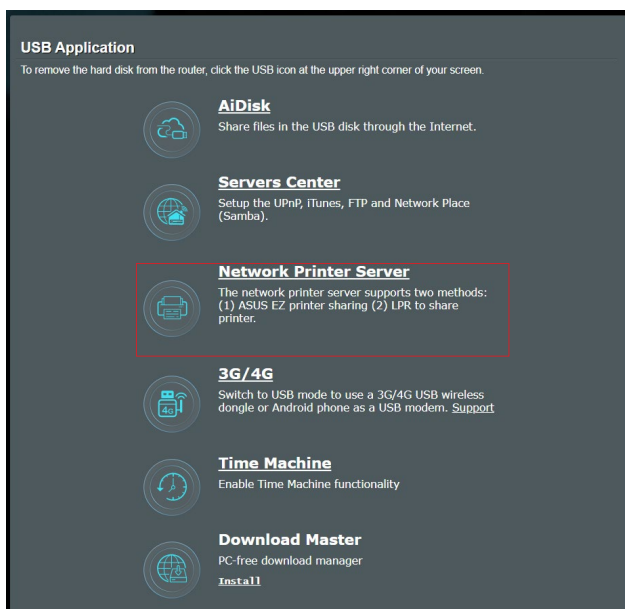 USB Application
To remove the hard disk from the router, click the USB icon at the upper right corner of your screen.
AiDisk
Share files in the USB disk through the Internet.
Servers Center
Setup the UPnP, iTunes, FTP and Network Place
(Samba).
Network Printer Server
The network printer server supports two methods:
(1) ASUS EZ printer sharing (2) LPR to share
printer.
3G/4G
4G
Switch to USB mode to use a 3G/4G USB wireless
dongle or Android phone as a USB modem. Support
Time Machine
Enable Time Machine functionality
Download Master
PC-free download manager
Install